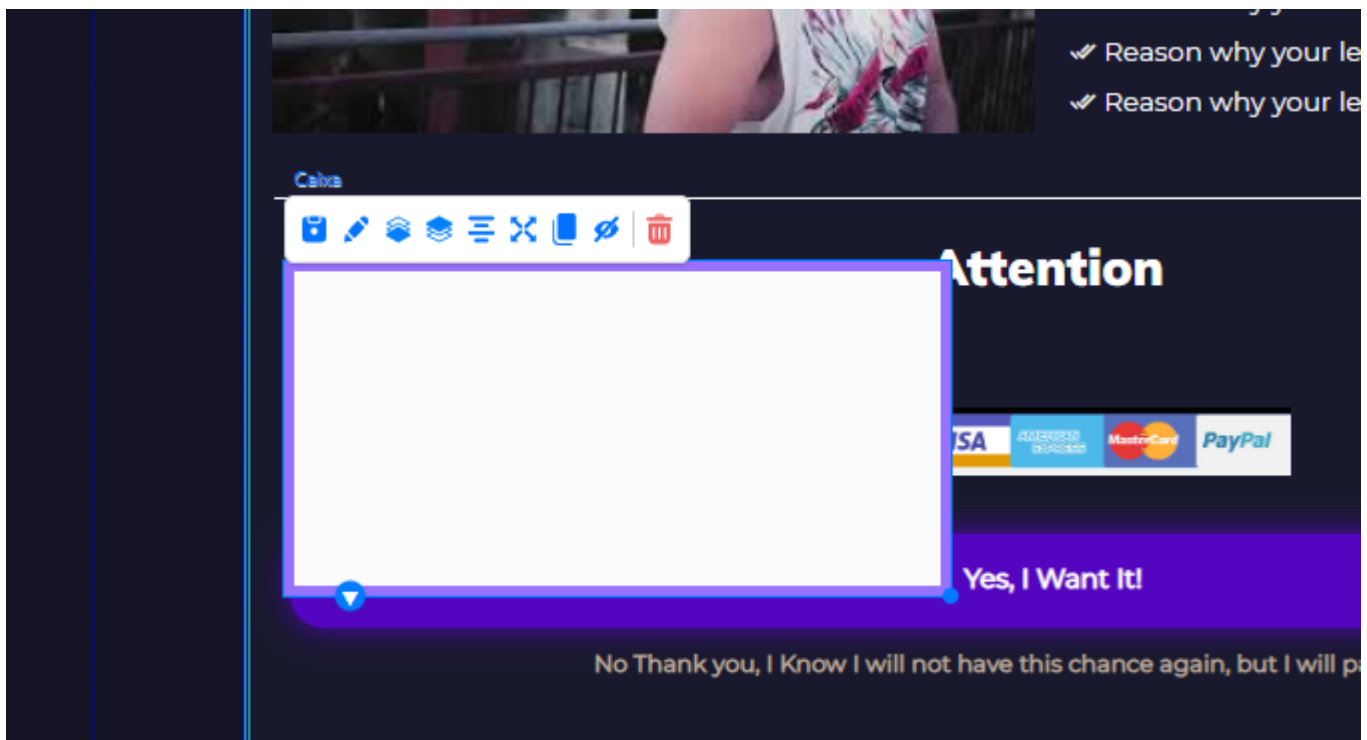 Reason why your le
Reason why your le
Caixa
Attention
ISA
AMERICAN EXPRESS
MasterCard
PayPal
Yes, I Want It!
No Thank you, I Know I will not have this chance again, but I will pa